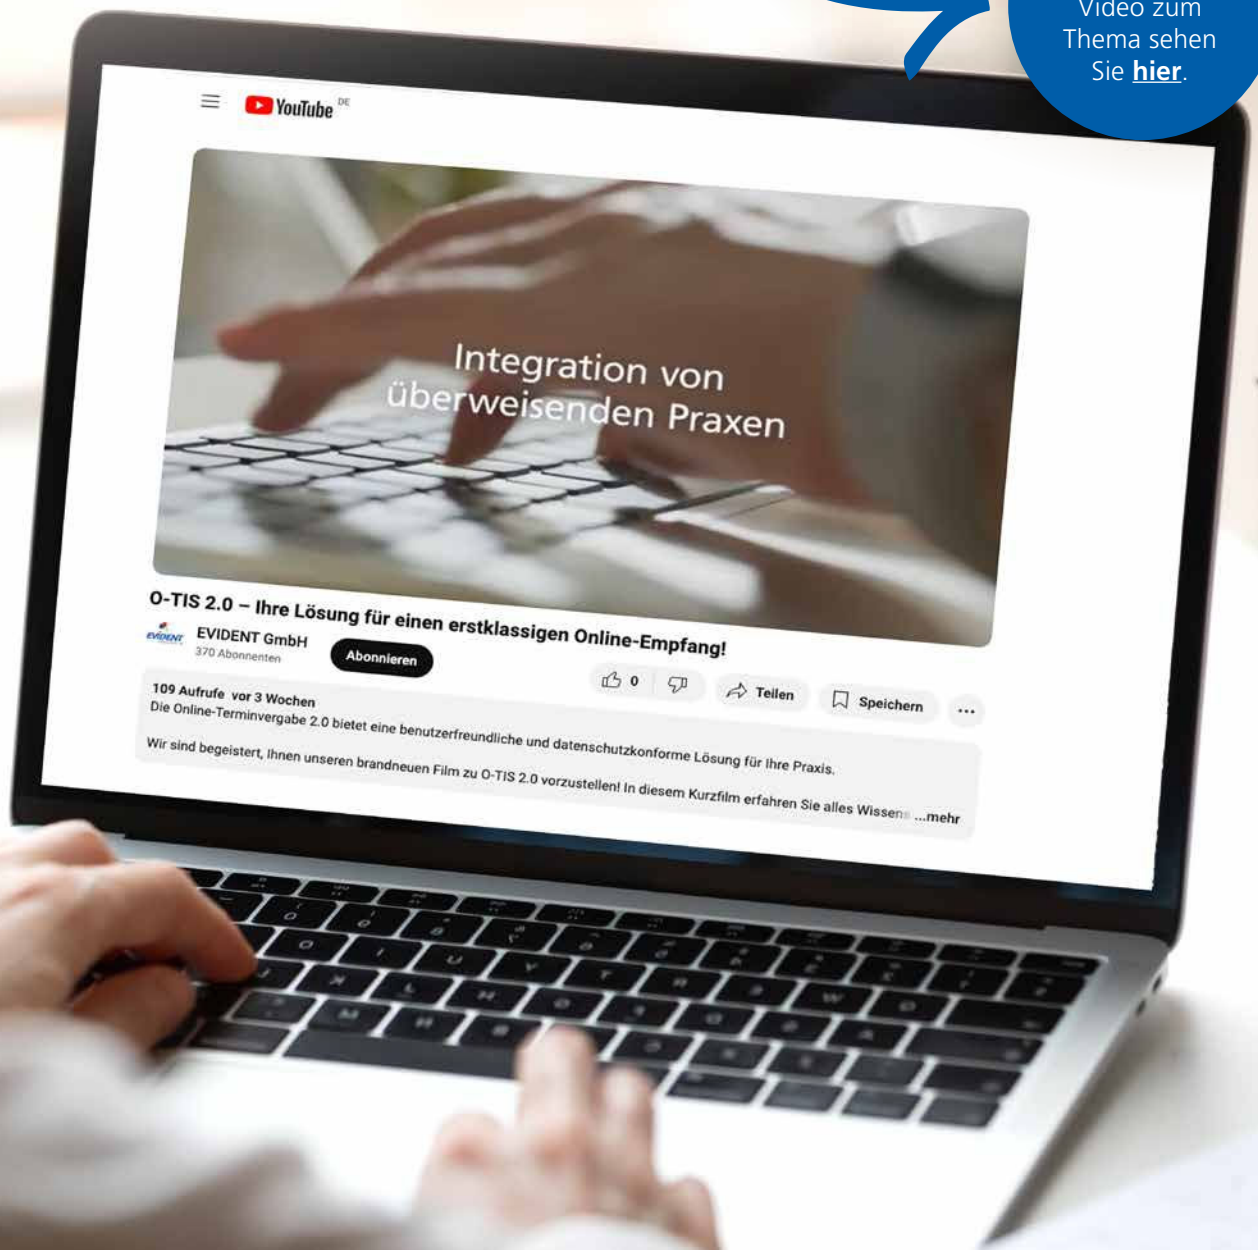 Video zum
Thema sehen
Sie hier.
YouTube DE
Integration von
überweisenden Praxen
O-TIS 2.0 – Ihre Lösung für einen erstklassigen Online-Empfang!
EVIDENT
EVIDENT GmbH
370 Abonnenten
Abonnieren
0
Teilen
Speichern
109 Aufrufe vor 3 Wochen
Die Online-Terminvergabe 2.0 bietet eine benutzerfreundliche und datenschutzkonforme Lösung für Ihre Praxis.
Wir sind begeistert, Ihnen unseren brandneuen Film zu O-TIS 2.0 vorzustellen! In diesem Kurzfilm erfahren Sie alles Wissens ...mehr